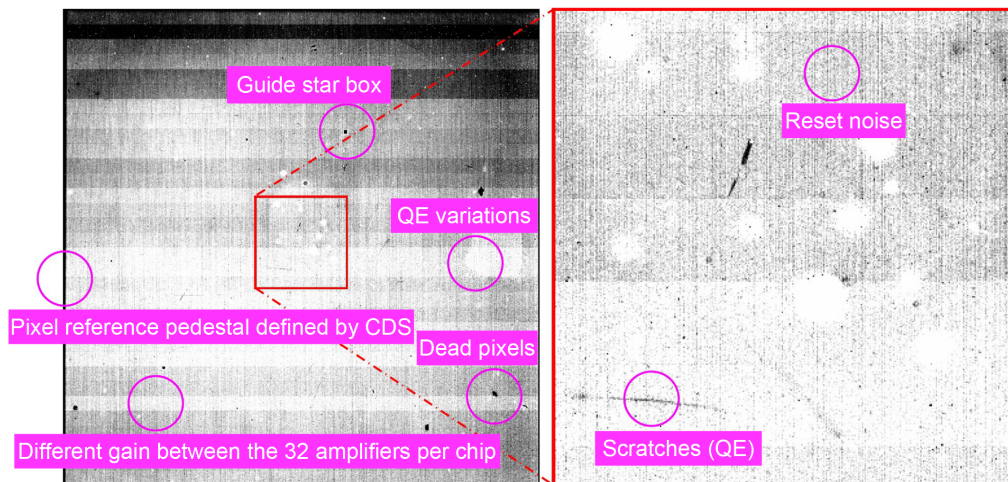 Guide star box
Reset noise
QE variations
Pixel reference pedestal defined by CDS
Dead pixels
Different gain between the 32 amplifiers per chip
Scratches (QE)